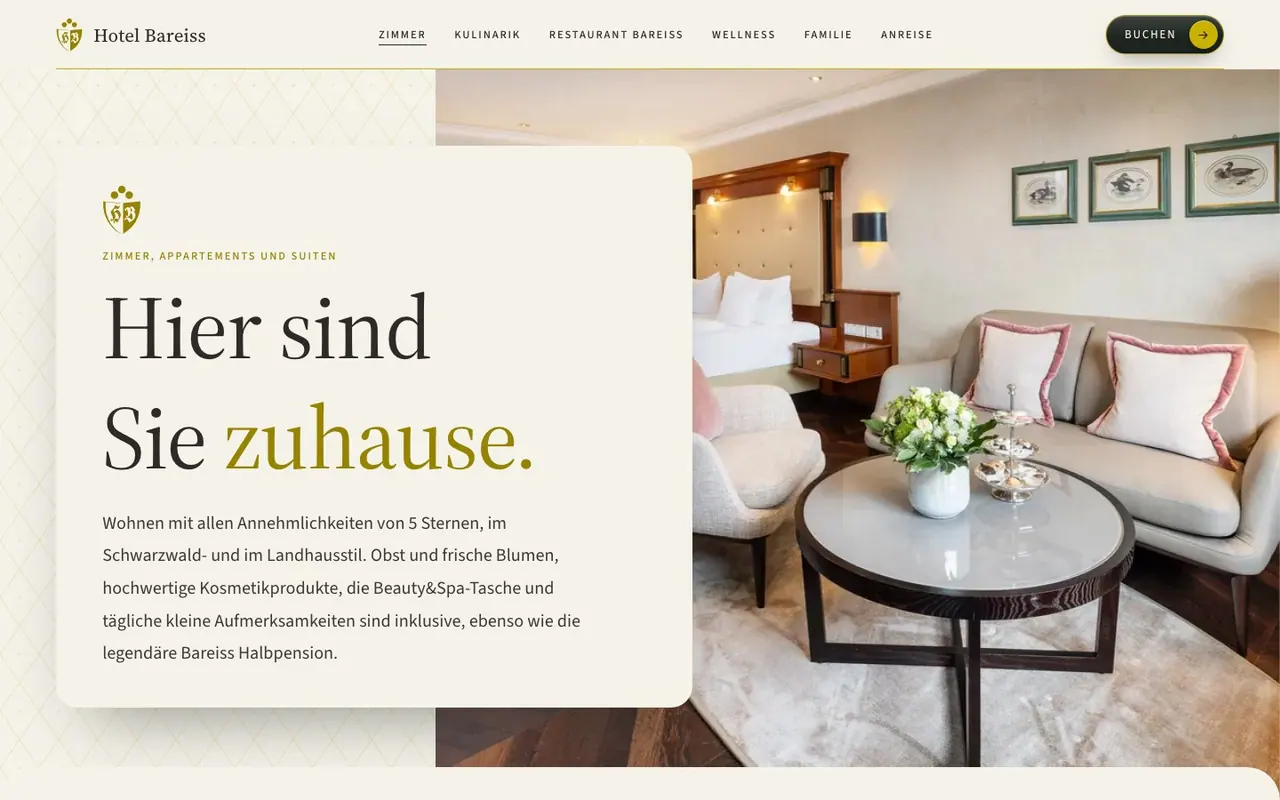 Hotel Bareiss
ZIMMER
KULINARIK
RESTAURANT BAREISS
WELLNESS
FAMILIE
ANREISE
BUCHEN →
HB
ZIMMER, APPARTEMENTS UND SUITEN
Hier sind
Sie zuhause.
Wohnen mit allen Annehmlichkeiten von 5 Sternen, im
Schwarzwald- und im Landhausstil. Obst und frische Blumen,
hochwertige Kosmetikprodukte, die Beauty&Spa-Tasche und
tägliche kleine Aufmerksamkeiten sind inklusive, ebenso wie die
legendäre Bareiss Halbpension.